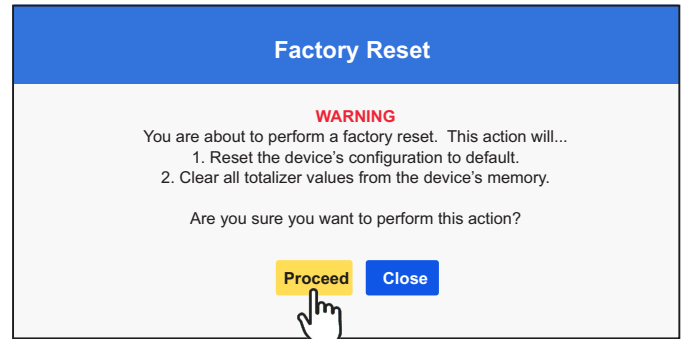 Factory Reset
WARNING
You are about to perform a factory reset.  This action will...
1. Reset the device’s configuration to default.
2. Clear all totalizer values from the device’s memory.
Are you sure you want to perform this action?
Proceed Close